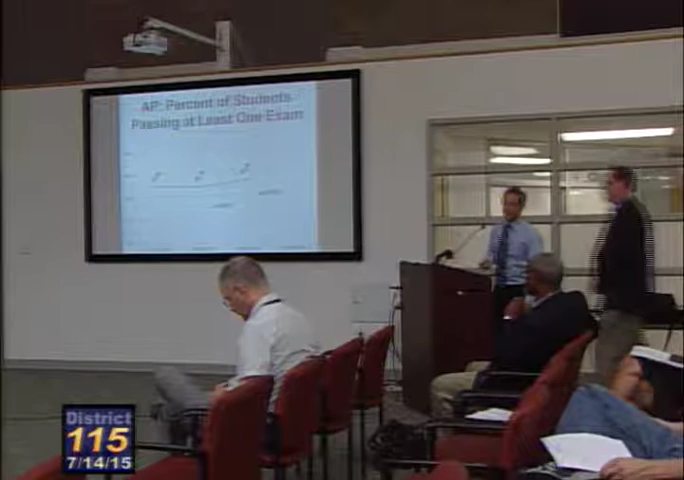 AP: Percent of Students
Passing at Least One Exam
District
115
7/14/15